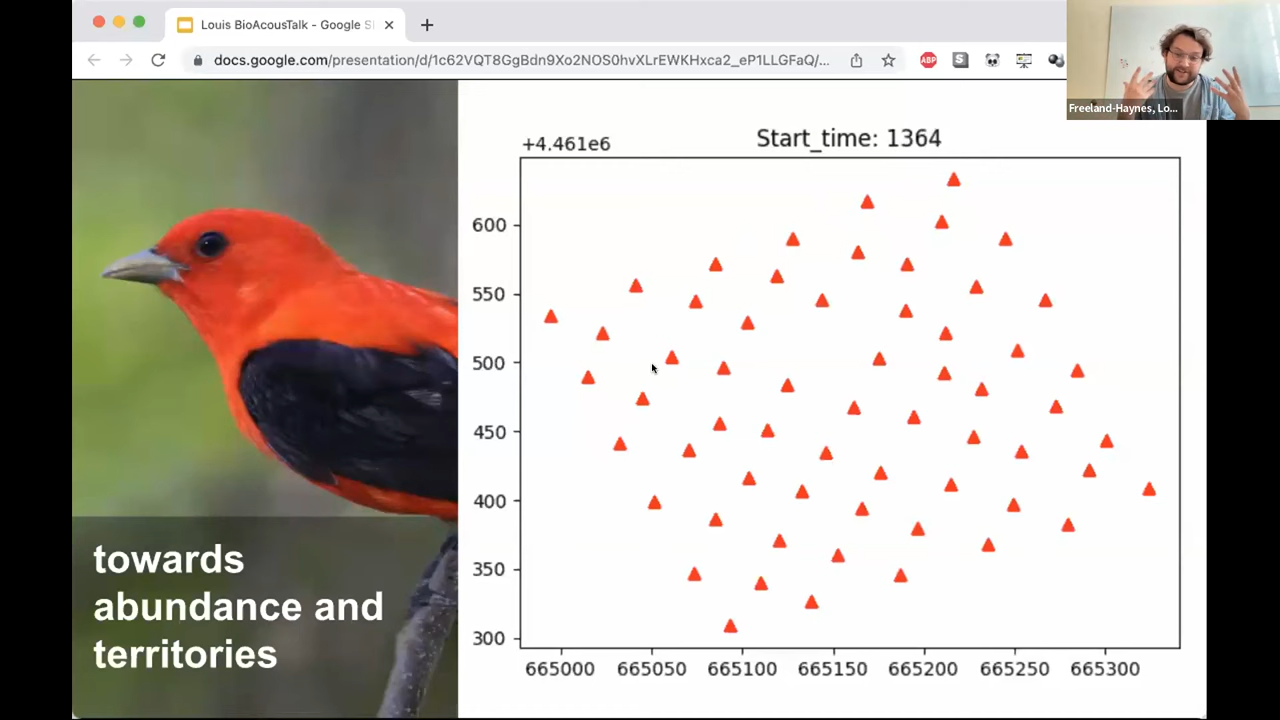 Louis BioAcousTalk - Google Sl
docs.google.com/presentation/d/1c62VQT8GgBdn9Xo2NOS0hvXLrEWKHxca2_eP1LLGFaQ/...
ABP
S
Freeland-Haynes, Lo...
+4.461e6
Start_time: 1364
600
550
500
450
400
350
300
665000 665050 665100 665150 665200 665250 665300
towards
abundance and
territories